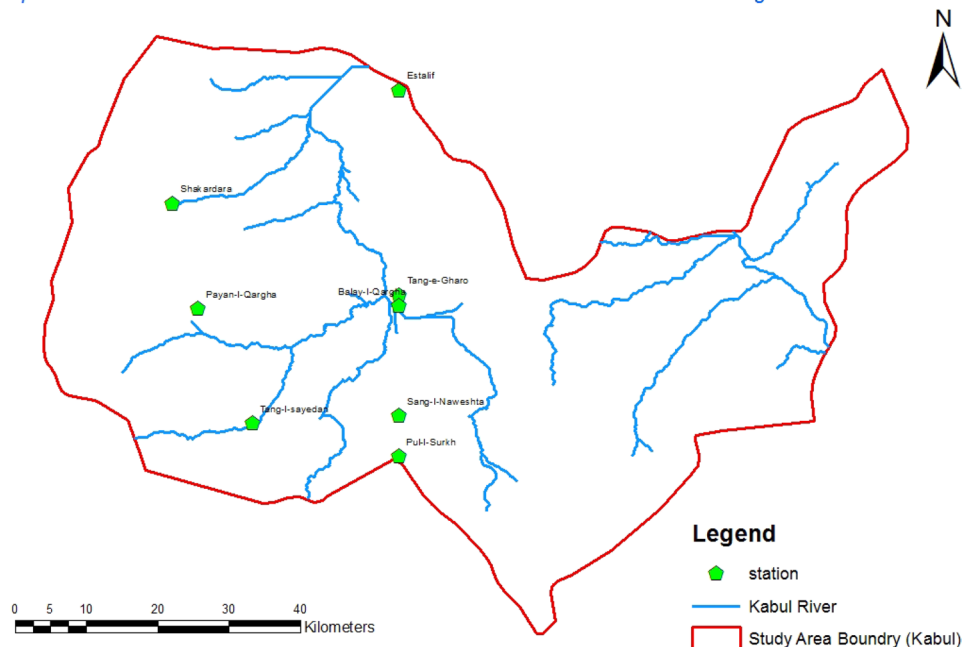 N
Estalif
Shakardara
Tang-e-Gharo
Balay-I-Qargha
Payan-I-Qargha
Sang-I-Naweshta
Tang-I-sayedan
Pul-I-Surkh
Legend
station
Kabul River
Study Area Boundry (Kabul)
0 5 10 20 30 40
Kilometers